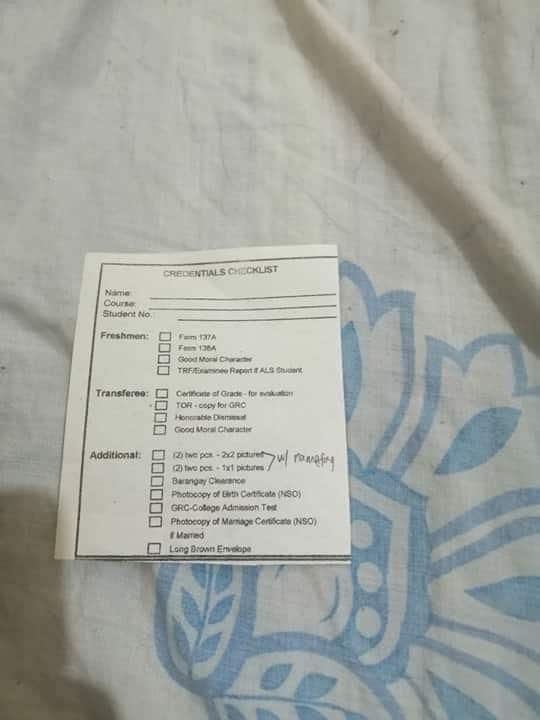 CREDENTIALS CHECKLIST
Name:
Course:
Student No.:
Freshmen: Form 137A
Form 138A
Good Moral Character
TRF/Examinee Report if ALS Student
Transferee: Certificate of Grade - for evaluation
TOR - copy for GRC
Honorable Dismissal
Good Moral Character
Additional: (2) two pcs. - 2x2 pictures w/
(2) two pcs. - 1x1 pictures
Barangay Clearance
Photocopy of Birth Certificate (NSO)
GRC-College Admission Test
Photocopy of Marriage Certificate (NSO)
If Married
Long Brown Envelope